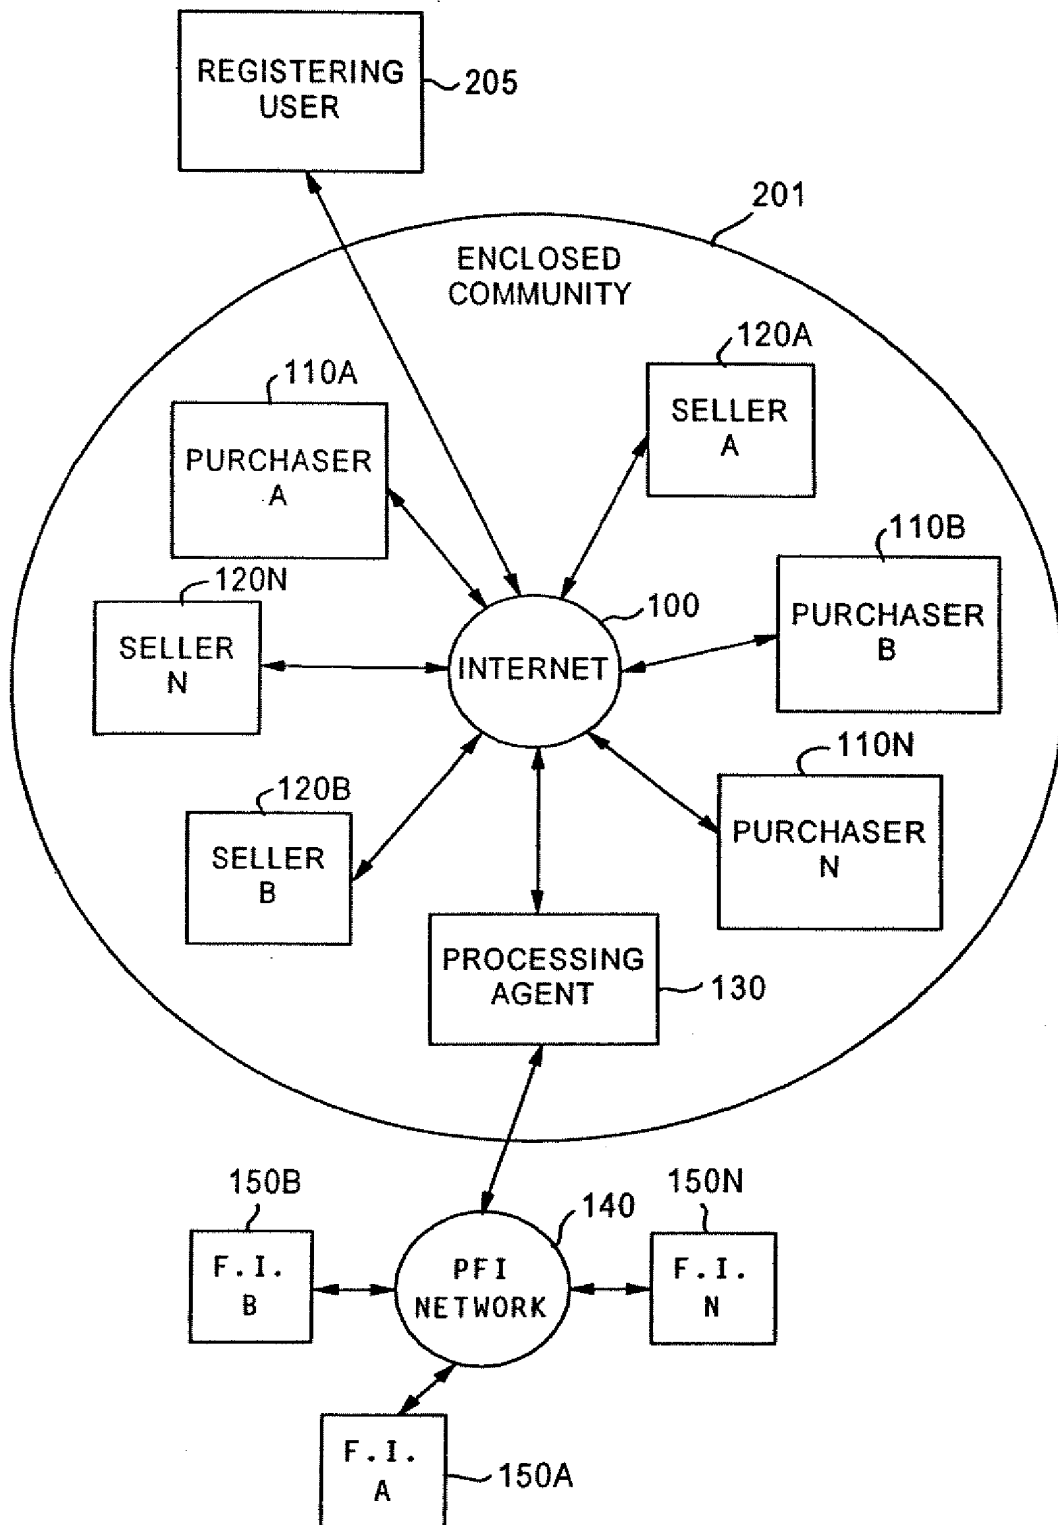 REGISTERING
USER
205
201
ENCLOSED
COMMUNITY
120A
SELLER
A
110A
PURCHASER
A
110B
PURCHASER
B
120N
SELLER
N
100
INTERNET
110N
PURCHASER
N
120B
SELLER
B
PROCESSING
AGENT
130
150B
F.I.
B
140
PFI
NETWORK
150N
F.I.
N
F.I.
A
150A